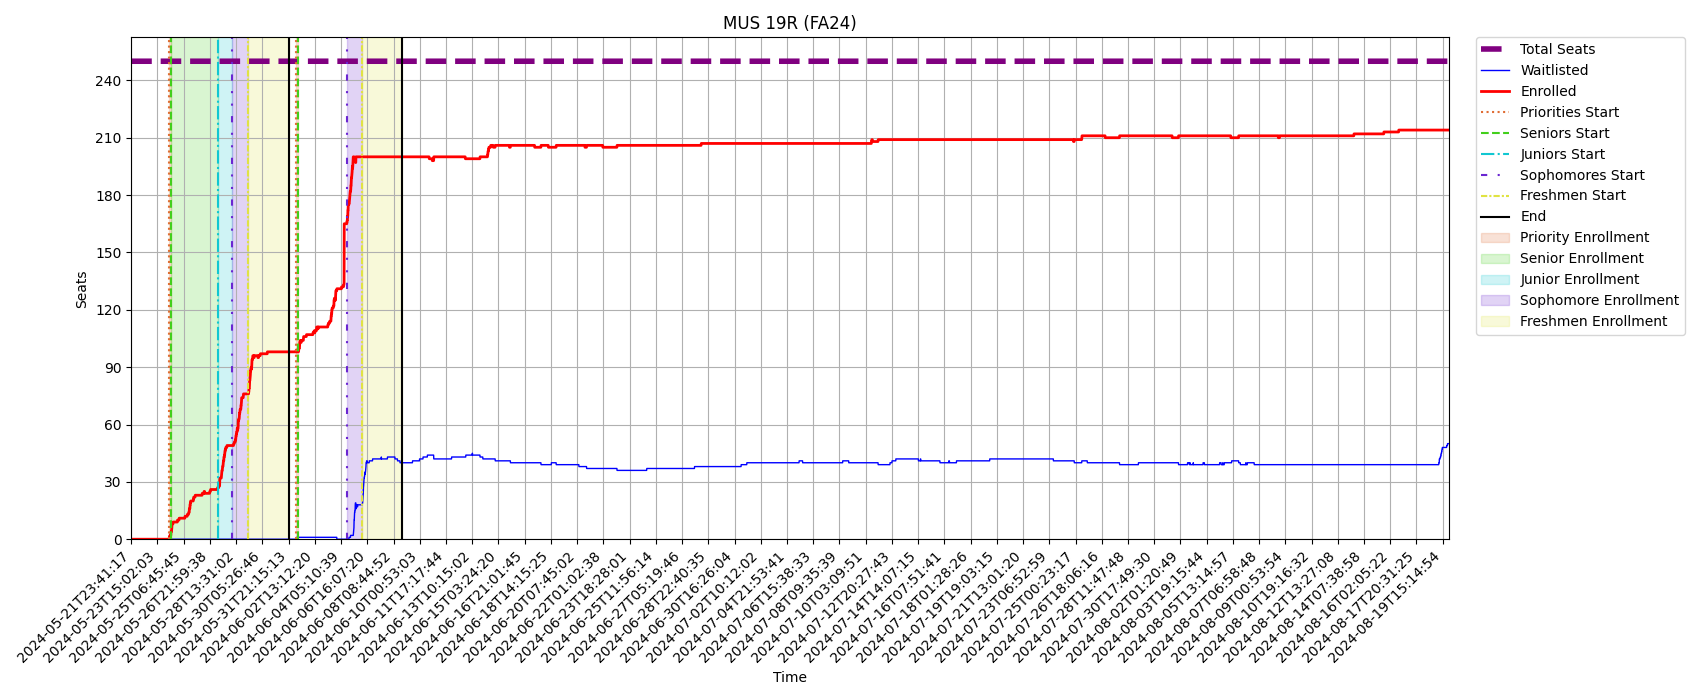 MUS 19R (FA24)
Total Seats
Waitlisted
Enrolled
Priorities Start
Seniors Start
Juniors Start
Sophomores Start
Freshmen Start
End
Priority Enrollment
Senior Enrollment
Junior Enrollment
Sophomore Enrollment
Freshmen Enrollment
Seats
240
210
180
150
120
90
60
30
0
2024-05-21T23:41:17
2024-05-23T15:02:03
2024-05-25T06:45:45
2024-05-26T21:59:38
2024-05-28T13:31:02
2024-05-30T05:26:46
2024-05-31T21:15:13
2024-06-02T13:12:20
2024-06-04T05:10:39
2024-06-06T16:07:20
2024-06-08T08:44:52
2024-06-10T00:53:03
2024-06-11T17:17:44
2024-06-13T10:15:02
2024-06-15T03:24:20
2024-06-16T21:01:45
2024-06-18T14:15:25
2024-06-20T07:45:02
2024-06-22T01:02:38
2024-06-23T18:28:01
2024-06-25T11:56:14
2024-06-27T05:19:46
2024-06-28T22:40:35
2024-06-30T16:26:04
2024-07-02T10:12:02
2024-07-04T21:53:41
2024-07-06T15:38:33
2024-07-08T09:35:39
2024-07-10T03:09:51
2024-07-12T20:27:43
2024-07-14T14:07:15
2024-07-16T07:51:41
2024-07-18T01:28:26
2024-07-19T19:03:15
2024-07-21T13:01:20
2024-07-23T06:52:59
2024-07-25T00:23:17
2024-07-26T18:06:16
2024-07-28T11:47:48
2024-07-30T17:49:30
2024-08-02T01:20:49
2024-08-03T19:15:44
2024-08-05T13:14:57
2024-08-07T06:58:48
2024-08-09T00:53:54
2024-08-10T19:16:32
2024-08-12T13:27:08
2024-08-14T07:38:58
2024-08-16T02:05:22
2024-08-17T20:31:25
2024-08-19T15:14:54
Time